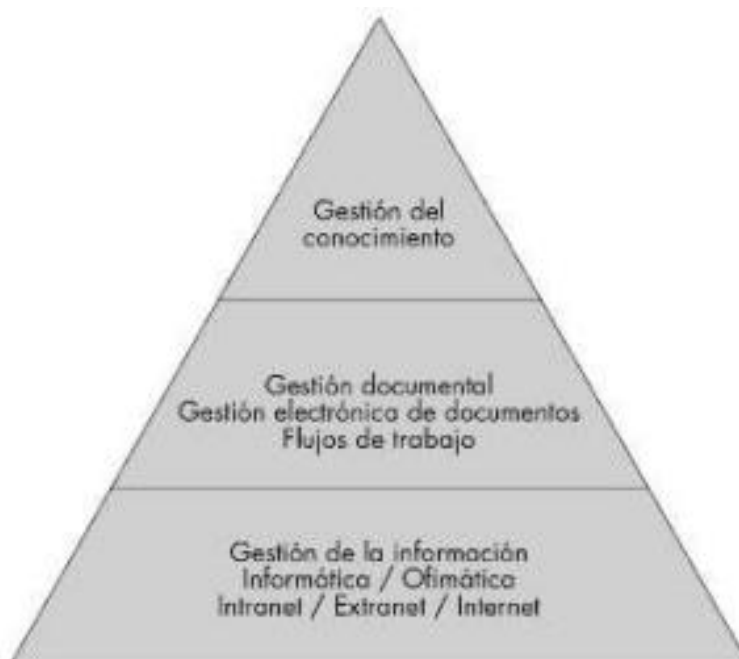 Gestión del
conocimiento
Gestión documental
Gestión electrónica de documentos
Flujos de trabajo
Gestión de la información
Informática / Ofimática
Intranet / Extranet / Internet